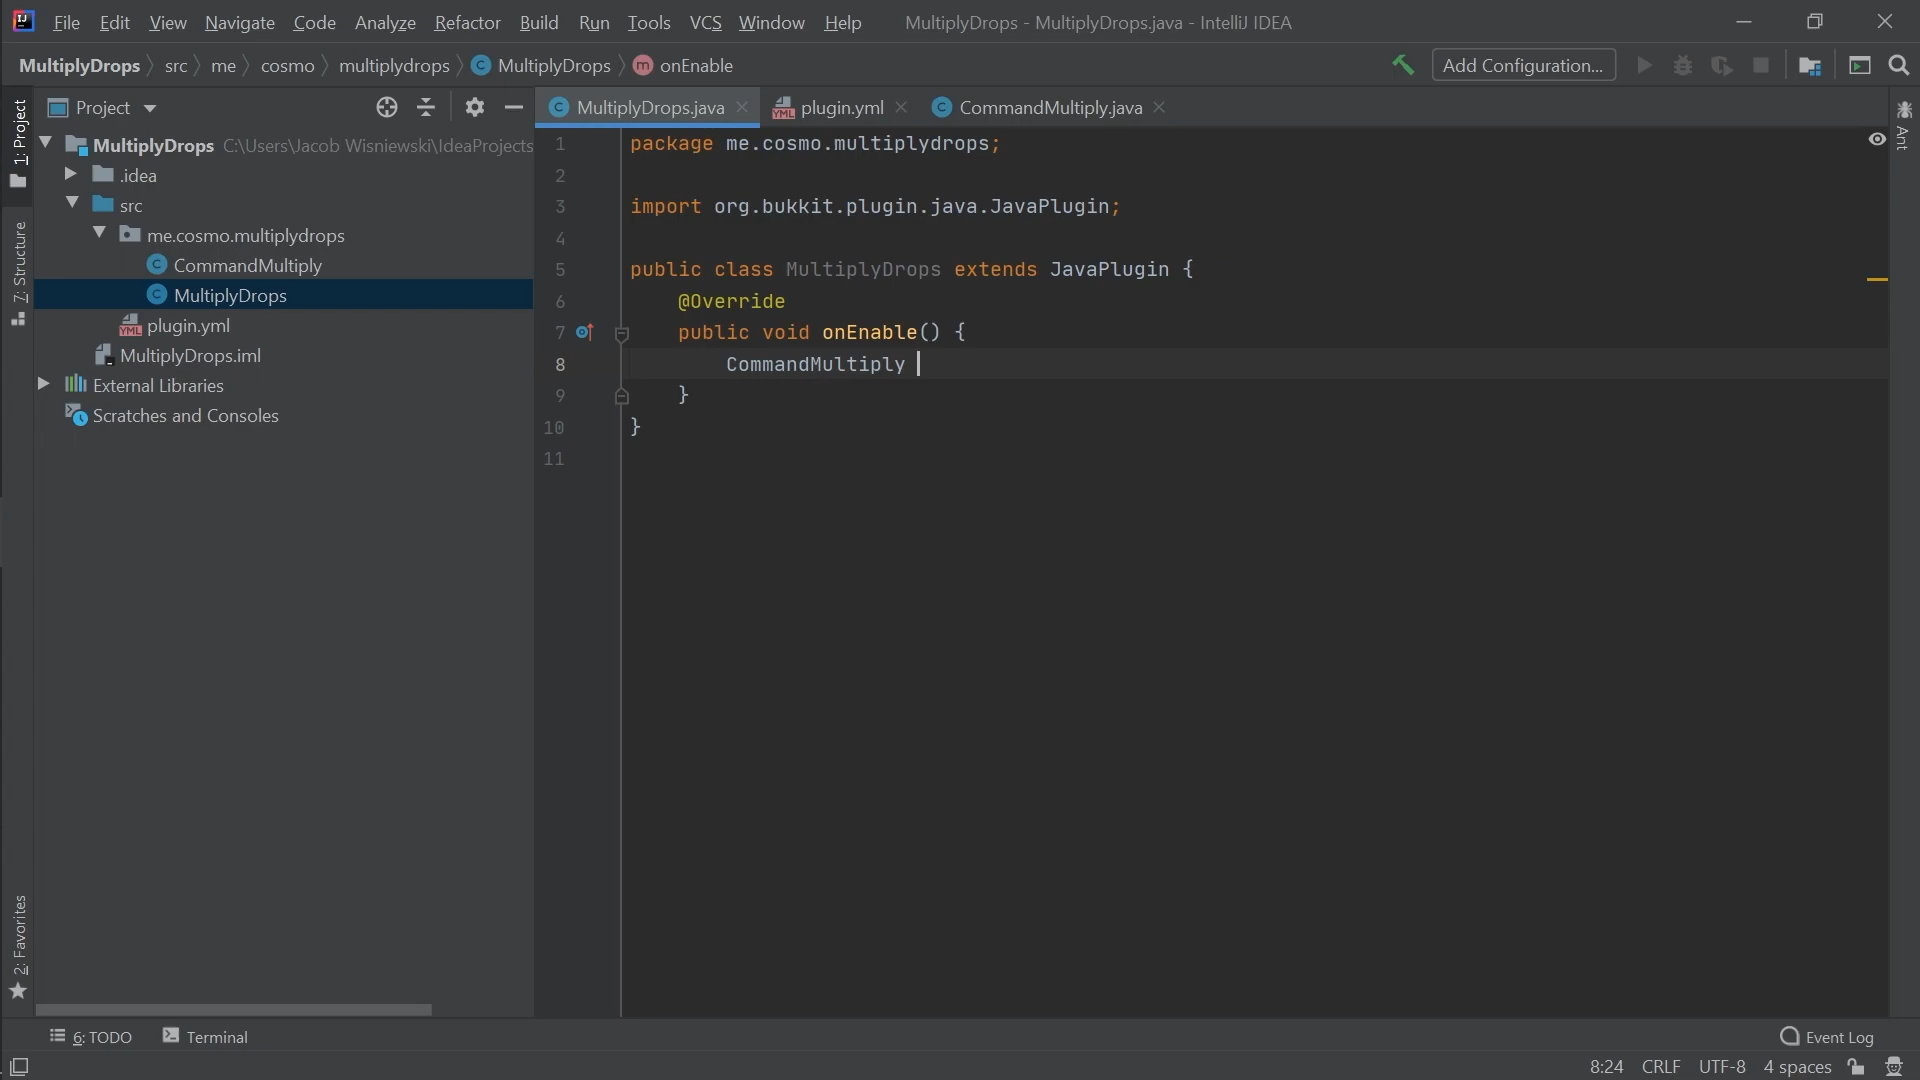 File Edit View Navigate Code Analyze Refactor Build Run Tools VCS Window Help MultiplyDrops - MultiplyDrops.java - IntelliJ IDEA
MultiplyDrops src me cosmo multiplydrops MultiplyDrops onEnable Add Configuration...
Project
MultiplyDrops.java plugin.yml CommandMultiply.java
1: Project
7: Structure
2: Favorites
Ant
MultiplyDrops C:\Users\Jacob Wisniewski\IdeaProjects
.idea
src
me.cosmo.multiplydrops
CommandMultiply
MultiplyDrops
plugin.yml
MultiplyDrops.iml
External Libraries
Scratches and Consoles
1 package me.cosmo.multiplydrops;
2
3 import org.bukkit.plugin.java.JavaPlugin;
4
5 public class MultiplyDrops extends JavaPlugin {
6 @Override
7 public void onEnable() {
8 CommandMultiply
9 }
10 }
11
6: TODO Terminal Event Log
8:24 CRLF UTF-8 4 spaces